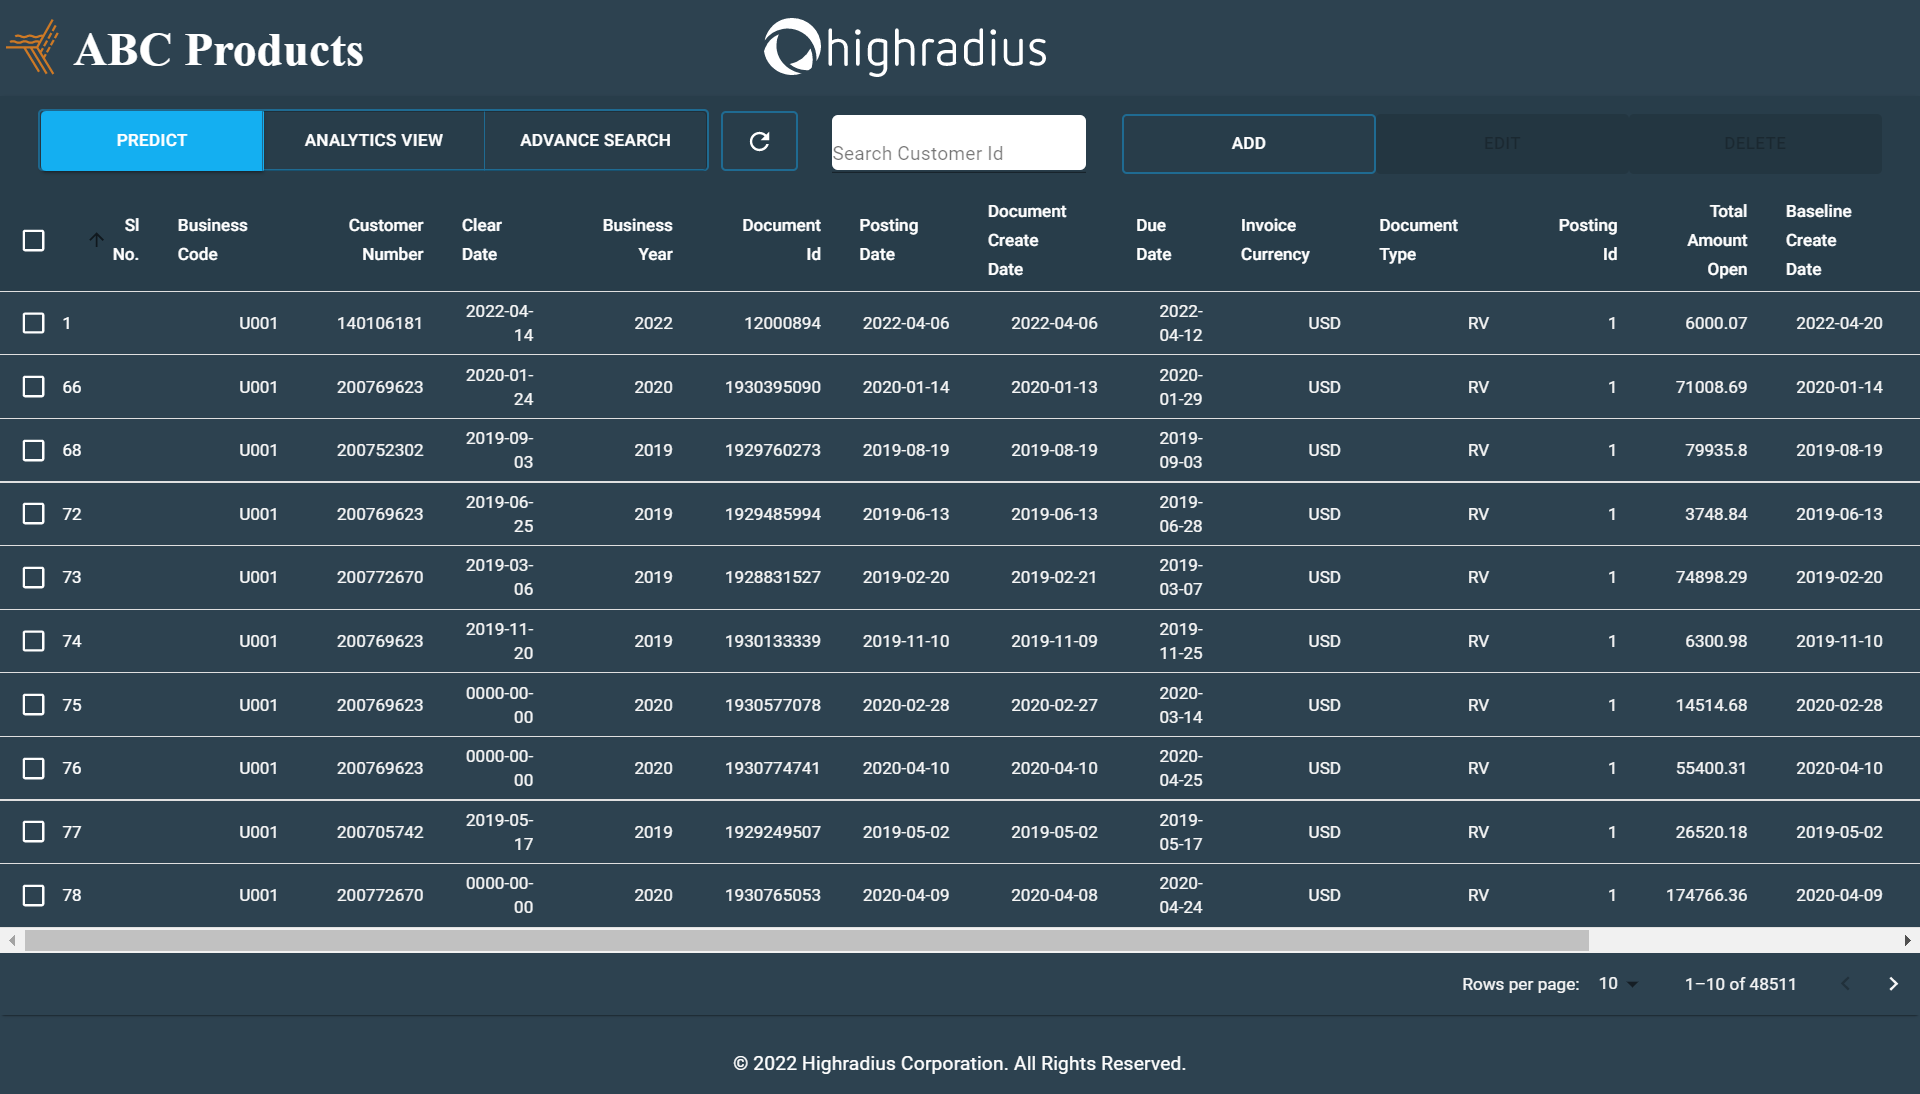 ABC Products
highradius
PREDICT
ANALYTICS VIEW
ADVANCE SEARCH
Search Customer Id
ADD
EDIT
DELETE
Sl No.
Business Code
Customer Number
Clear Date
Business Year
Document Id
Posting Date
Document Create Date
Due Date
Invoice Currency
Document Type
Posting Id
Total Amount Open
Baseline Create Date
1 U001 140106181 2022-04-14 2022 12000894 2022-04-06 2022-04-06 2022-04-12 USD RV 1 6000.07 2022-04-20
66 U001 200769623 2020-01-24 2020 1930395090 2020-01-14 2020-01-13 2020-01-29 USD RV 1 71008.69 2020-01-14
68 U001 200752302 2019-09-03 2019 1929760273 2019-08-19 2019-08-19 2019-09-03 USD RV 1 79935.8 2019-08-19
72 U001 200769623 2019-06-25 2019 1929485994 2019-06-13 2019-06-13 2019-06-28 USD RV 1 3748.84 2019-06-13
73 U001 200772670 2019-03-06 2019 1928831527 2019-02-20 2019-02-21 2019-03-07 USD RV 1 74898.29 2019-02-20
74 U001 200769623 2019-11-20 2019 1930133339 2019-11-10 2019-11-09 2019-11-25 USD RV 1 6300.98 2019-11-10
75 U001 200769623 0000-00-00 2020 1930577078 2020-02-28 2020-02-27 2020-03-14 USD RV 1 14514.68 2020-02-28
76 U001 200769623 0000-00-00 2020 1930774741 2020-04-10 2020-04-10 2020-04-25 USD RV 1 55400.31 2020-04-10
77 U001 200705742 2019-05-17 2019 1929249507 2019-05-02 2019-05-02 2019-05-17 USD RV 1 26520.18 2019-05-02
78 U001 200772670 0000-00-00 2020 1930765053 2020-04-09 2020-04-08 2020-04-24 USD RV 1 174766.36 2020-04-09
Rows per page: 10 1–10 of 48511
© 2022 Highradius Corporation. All Rights Reserved.